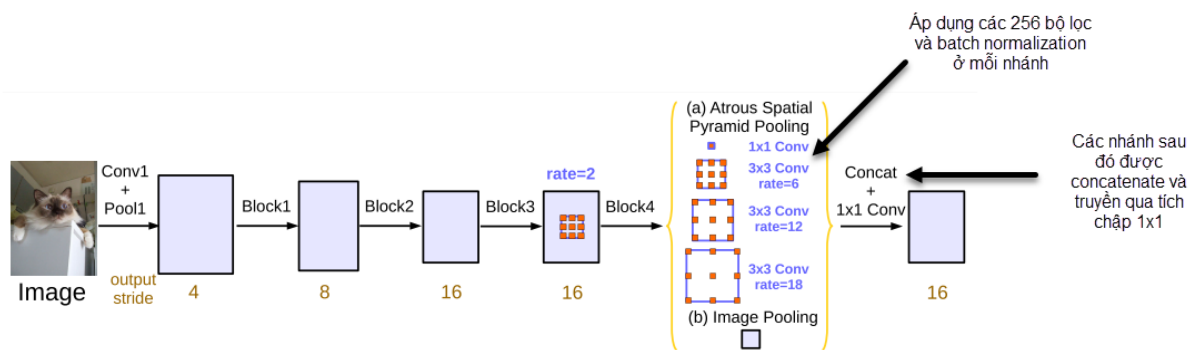 Áp dụng các 256 bộ lọc
và batch normalization
ở mỗi nhánh
(a) Atrous Spatial
Pyramid Pooling
1x1 Conv
3x3 Conv
rate=6
3x3 Conv
rate=12
3x3 Conv
rate=18
(b) Image Pooling
Các nhánh sau
đó được
concatenate và
truyền qua tích
chập 1x1
Conv1
+
Pool1
Block1
Block2
Block3
rate=2
Block4
Concat
+
1x1 Conv
Image
output
stride
4
8
16
16
16